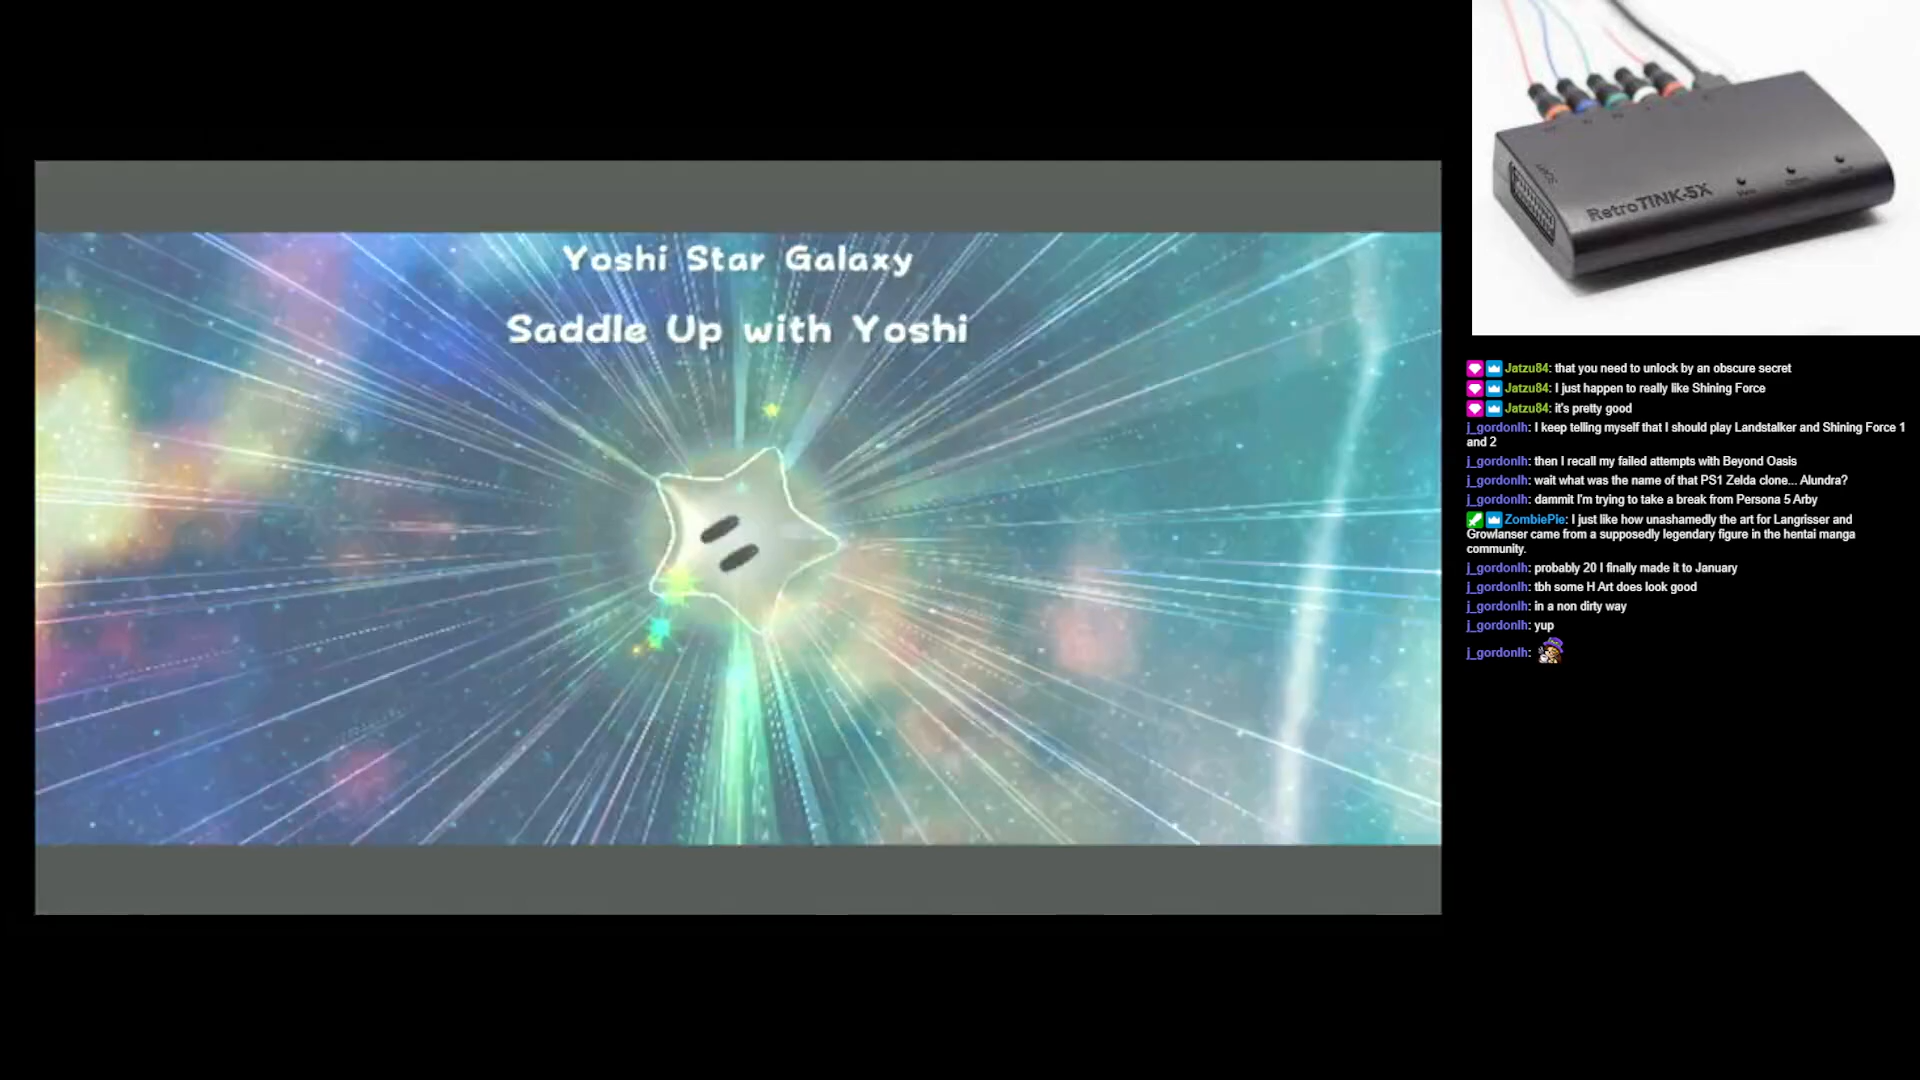 Yoshi Star Galaxy
Saddle Up with Yoshi
RetroTINK-5X
Jatzu84: that you need to unlock by an obscure secret
Jatzu84: I just happen to really like Shining Force
Jatzu84: it's pretty good
j_gordonlh: I keep telling myself that I should play Landstalker and Shining Force 1
and 2
j_gordonlh: then I recall my failed attempts with Beyond Oasis
j_gordonlh: wait what was the name of that PS1 Zelda clone... Alundra?
j_gordonlh: dammit I'm trying to take a break from Persona 5 Arby
ZombiePie: I just like how unashamedly the art for Langrisser and
Growlanser came from a supposedly legendary figure in the hentai manga
community.
j_gordonlh: probably 20 I finally made it to January
j_gordonlh: tbh some H Art does look good
j_gordonlh: in a non dirty way
j_gordonlh: yup
j_gordonlh: